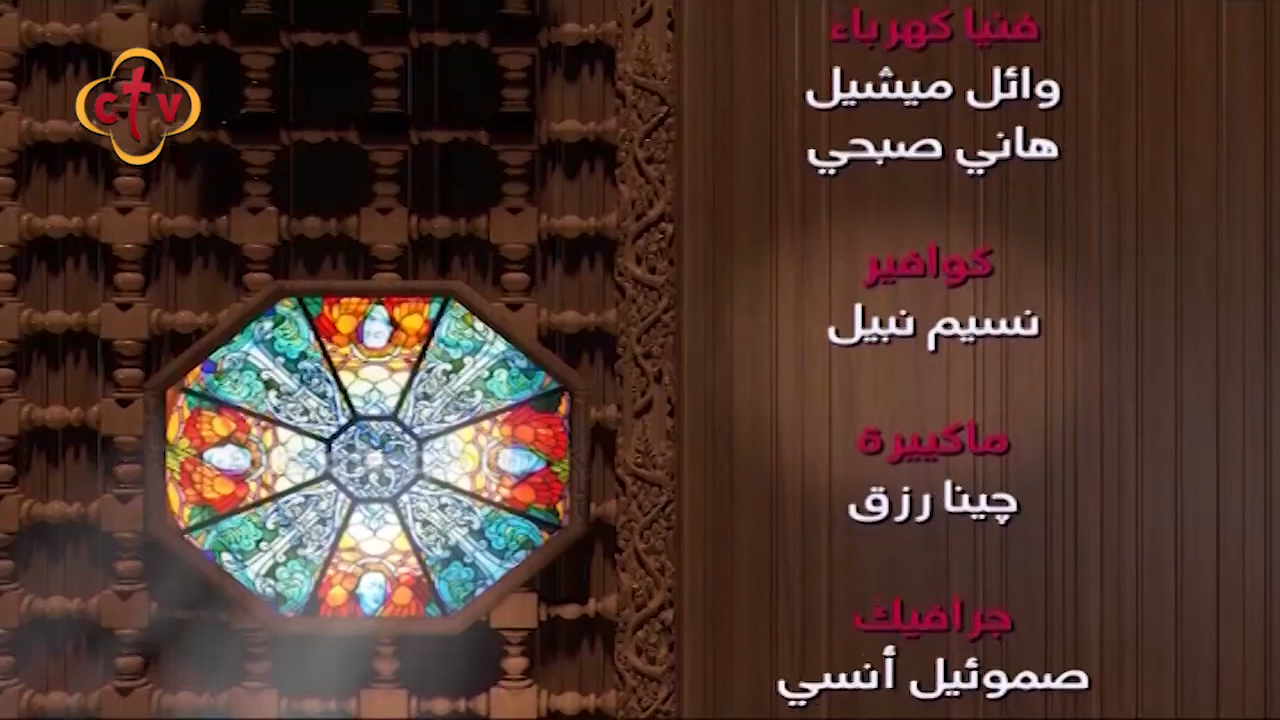 ctv
فنيا كهرباء
وائل ميشيل
هاني صبحي
كوافير
نسيم نبيل
ماكييرة
چينا رزق
جرافيك
صموئيل أنسي